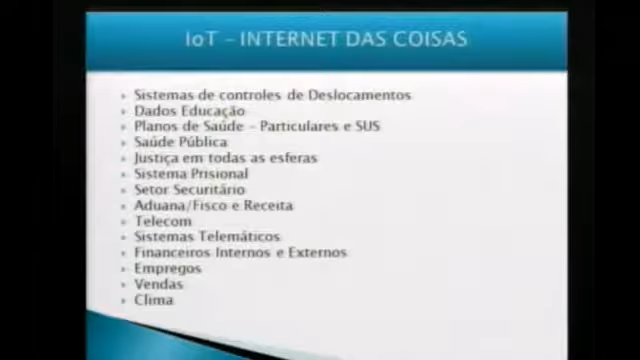 IoT – INTERNET DAS COISAS
Sistemas de controles de Deslocamentos
Dados Educação
Planos de Saúde – Particulares e SUS
Saúde Pública
Justiça em todas as esferas
Sistema Prisional
Setor Securitário
Aduana/Fisco e Receita
Telecom
Sistemas Telemáticos
Financeiros Internos e Externos
Empregos
Vendas
Clima